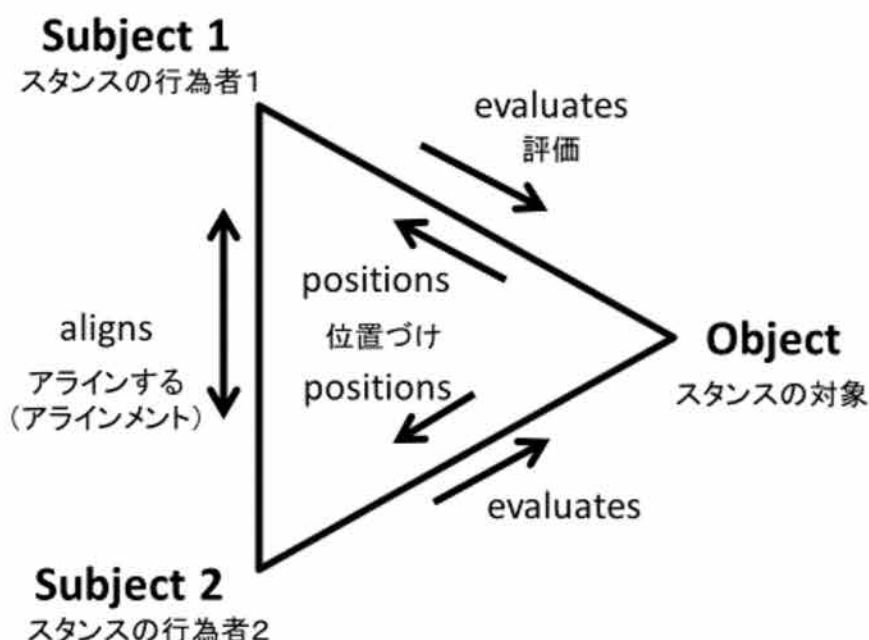 Subject 1
スタンスの行為者1
evaluates
評価
positions
位置づけ
positions
aligns
アラインする
(アラインメント)
Object
スタンスの対象
evaluates
Subject 2
スタンスの行為者2